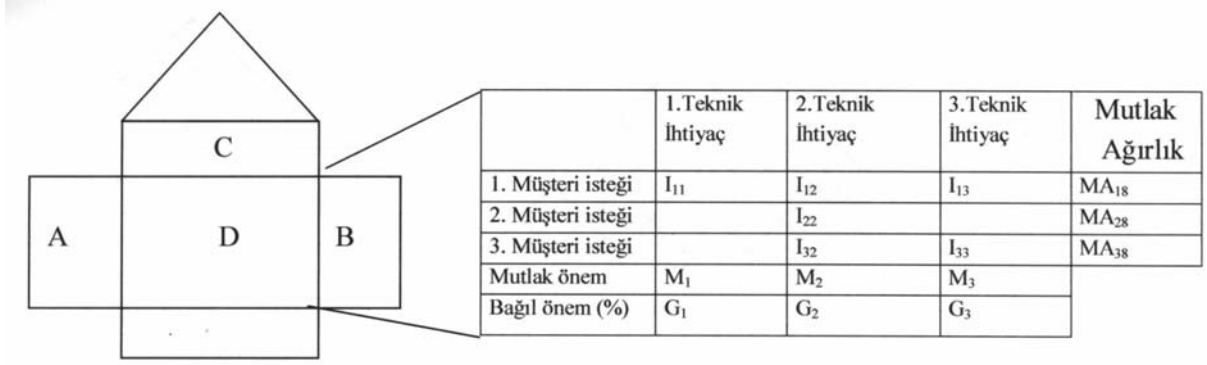 C
A D B
1.Teknik İhtiyaç 2.Teknik İhtiyaç 3.Teknik İhtiyaç Mutlak Ağırlık
1. Müşteri isteği I₁₁ I₁₂ I₁₃ MA₁₈
2. Müşteri isteği I₂₂ MA₂₈
3. Müşteri isteği I₃₂ I₃₃ MA₃₈
Mutlak önem M₁ M₂ M₃
Bağıl önem (%) G₁ G₂ G₃